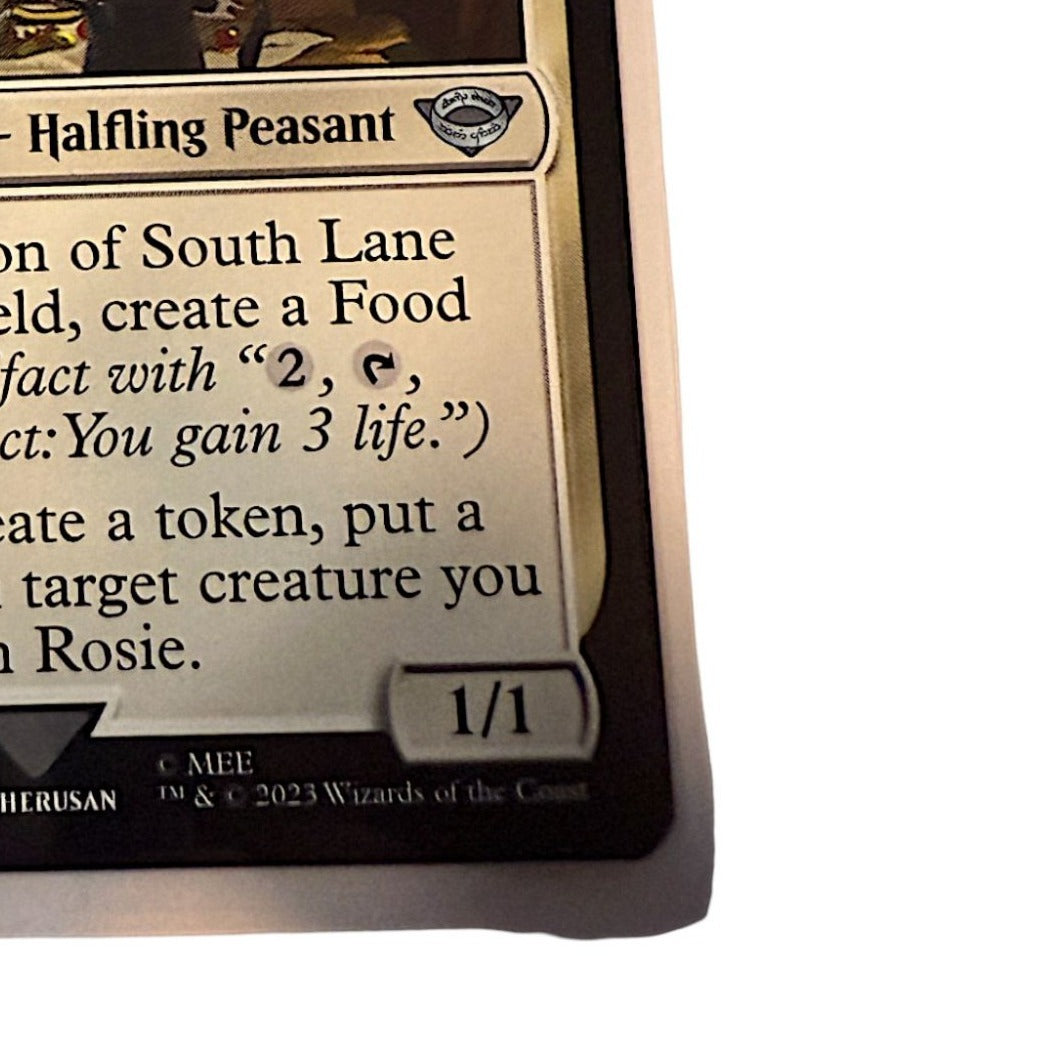 - Halfling Peasant
on of South Lane
eld, create a Food
fact with “2, ,
ct: You gain 3 life.”)
eate a token, put a
target creature you
n Rosie.
1/1
© MEE
HERUSAN ™ & © 2023 Wizards of the Coast